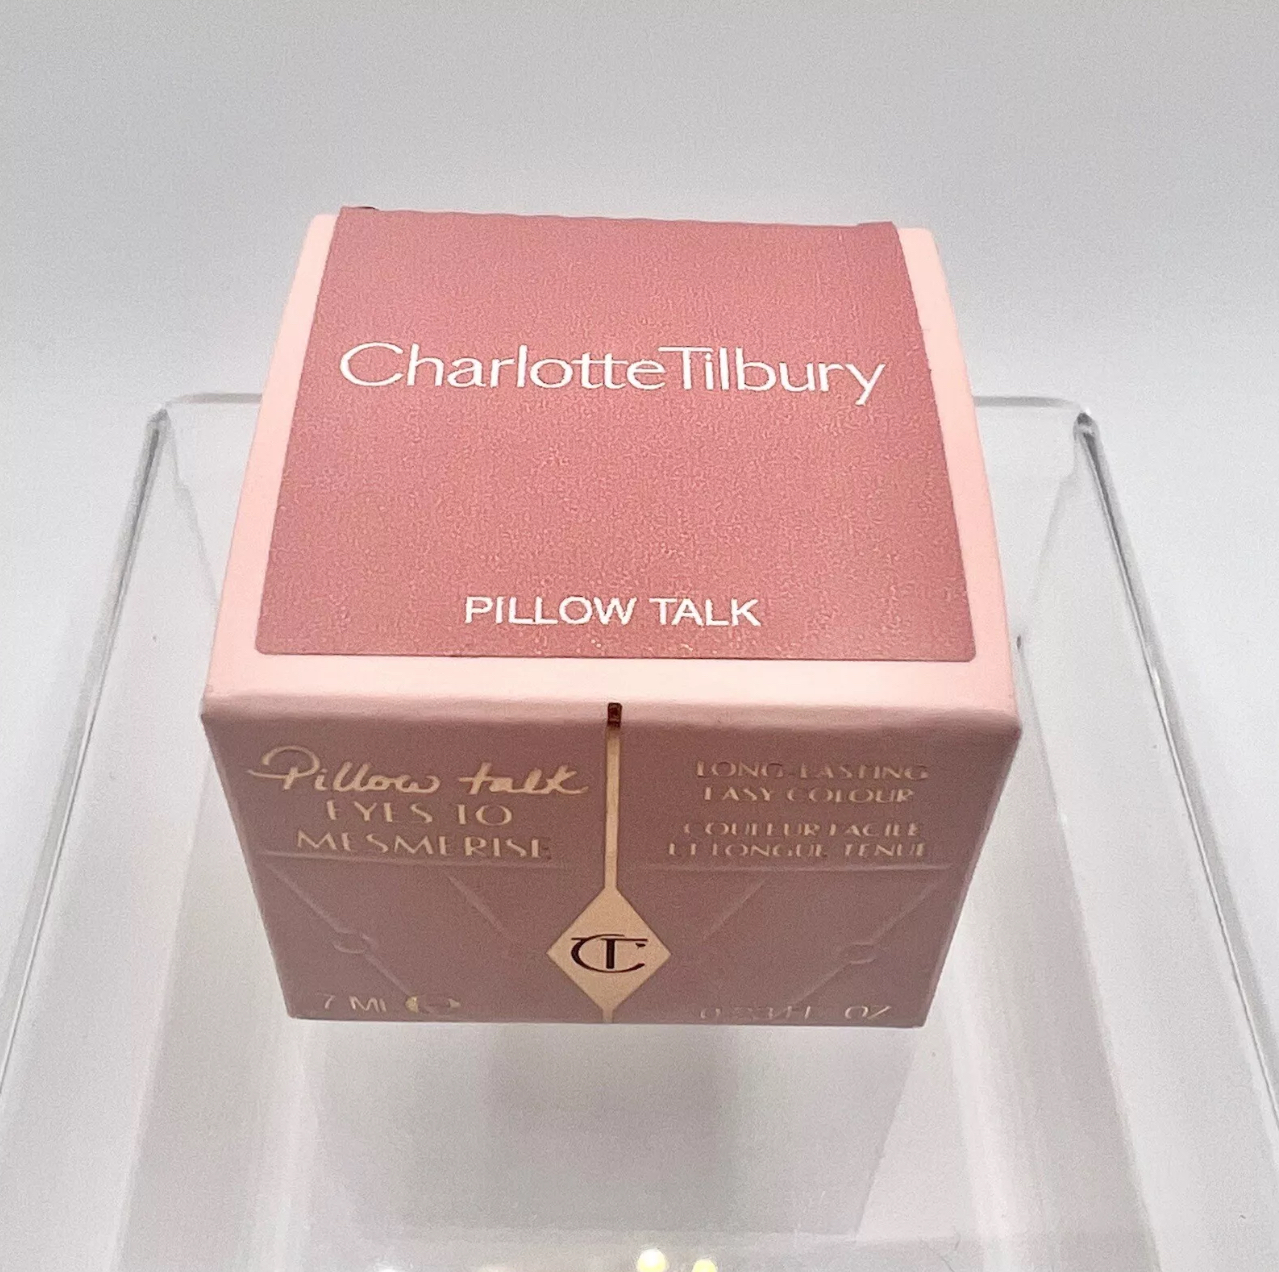 CharlotteTilbury
PILLOW TALK
Pillow talk
EYES TO
MESMERISE
LONG-LASTING
EASY COLOUR
COULEUR FACILE
ET LONGUE TENUE
CT
7 ML
OZ